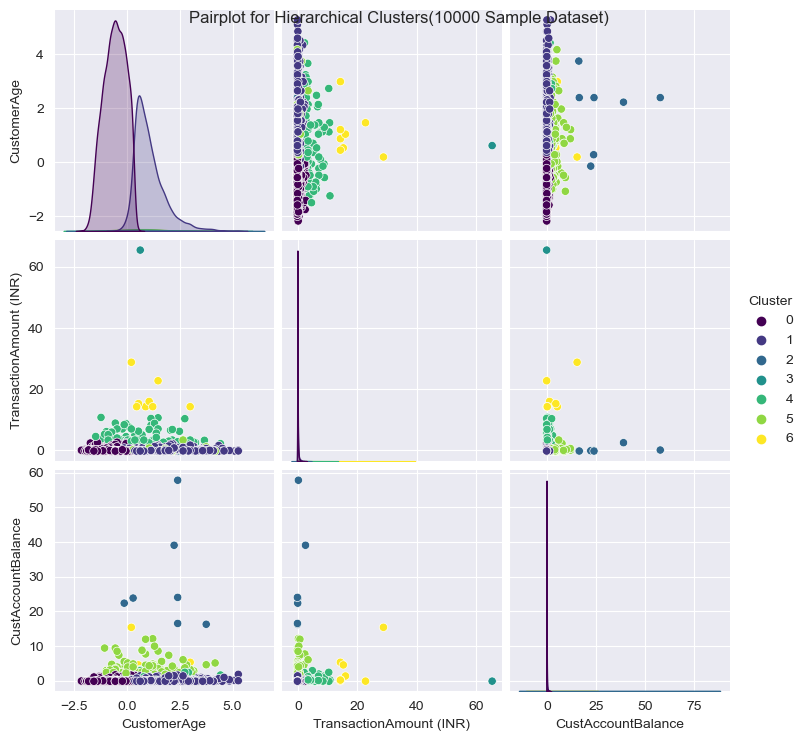 Pairplot for Hierarchical Clusters(10000 Sample Dataset)
CustomerAge
4
2
0
−2
TransactionAmount (INR)
60
40
20
0
Cluster
0
1
2
3
4
5
6
CustAccountBalance
60
50
40
30
20
10
0
−2.5 0.0 2.5 5.0
0 20 40 60
0 25 50 75
CustomerAge
TransactionAmount (INR)
CustAccountBalance